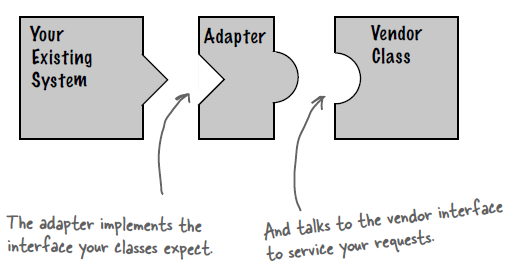 Your
Existing
System
Adapter
Vendor
Class
The adapter implements the
interface your classes expect.
And talks to the vendor interface
to service your requests.